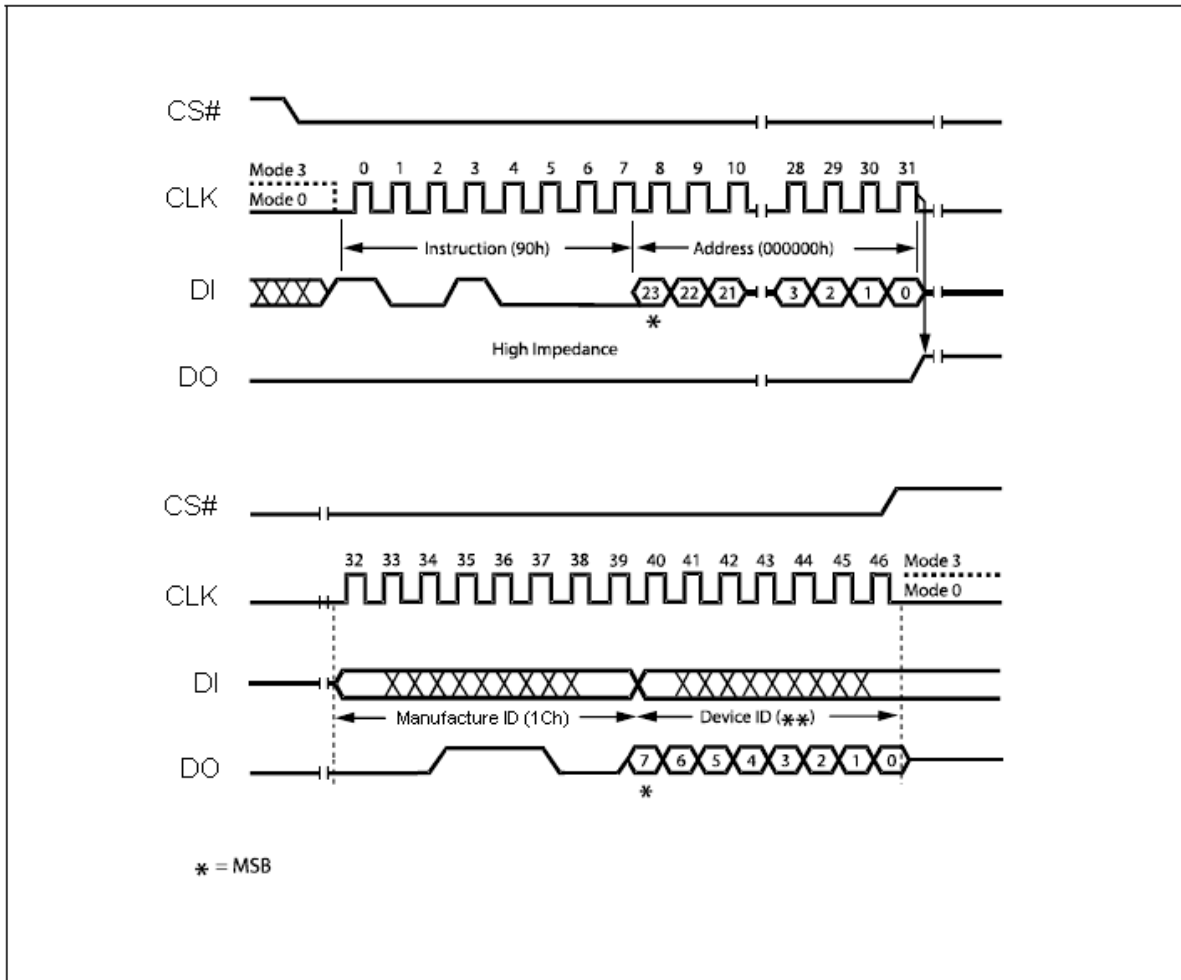 CS#
Mode 3
0 1 2 3 4 5 6 7 8 9 10 28 29 30 31
CLK
Mode 0
Instruction (90h) Address (000000h)
DI 23 22 21 3 2 1 0
*
High Impedance
DO
CS#
32 33 34 35 36 37 38 39 40 41 42 43 44 45 46 Mode 3
CLK Mode 0
DI
Manufacture ID (1Ch) Device ID (**)
DO 7 6 5 4 3 2 1 0
*
* = MSB